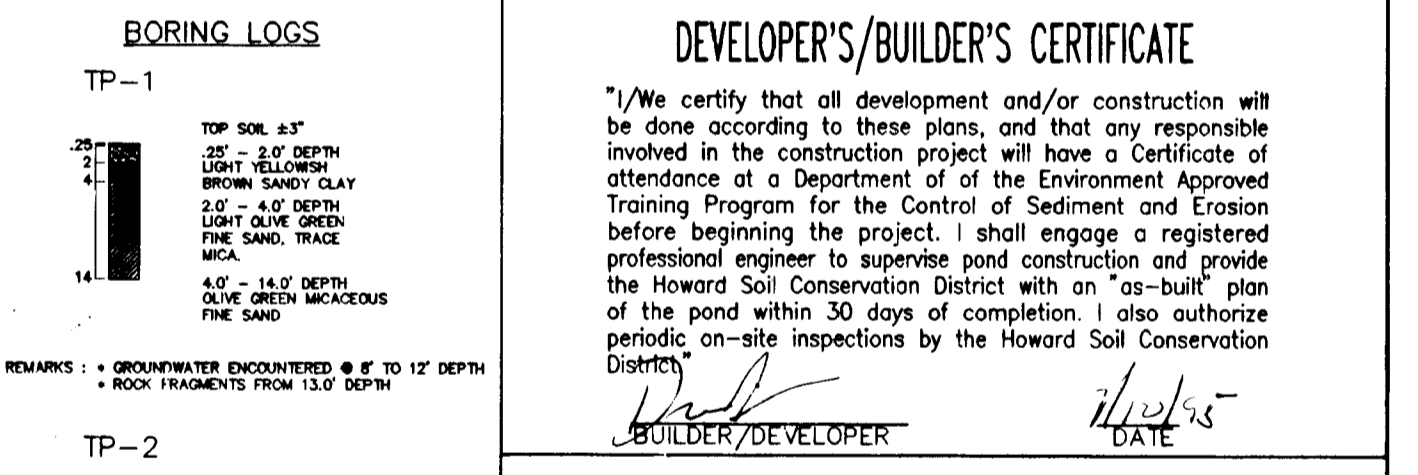 BORING LOGS
TP-1
.25
2
4
14
TOP SOIL ±3"
.25' - 2.0' DEPTH
LIGHT YELLOWISH
BROWN SANDY CLAY
2.0' - 4.0' DEPTH
LIGHT OLIVE GREEN
FINE SAND, TRACE
MICA.
4.0' - 14.0' DEPTH
OLIVE GREEN MICACEOUS
FINE SAND
REMARKS : • GROUNDWATER ENCOUNTERED @ 8' TO 12' DEPTH
• ROCK FRAGMENTS FROM 13.0' DEPTH
TP-2
DEVELOPER'S/BUILDER'S CERTIFICATE
"I/We certify that all development and/or construction will
be done according to these plans, and that any responsible
involved in the construction project will have a Certificate of
attendance at a Department of of the Environment Approved
Training Program for the Control of Sediment and Erosion
before beginning the project. I shall engage a registered
professional engineer to supervise pond construction and provide
the Howard Soil Conservation District with an "as-built" plan
of the pond within 30 days of completion. I also authorize
periodic on-site inspections by the Howard Soil Conservation
District."
BUILDER/DEVELOPER
DATE